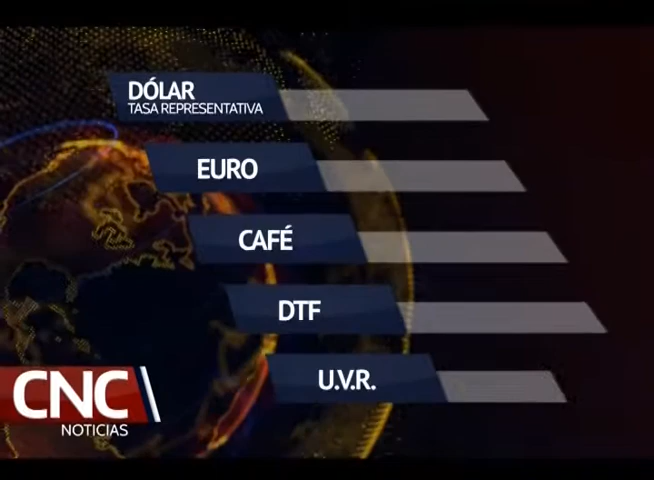 DÓLAR
TASA REPRESENTATIVA
EURO
CAFÉ
DTF
U.V.R.
CNC
NOTICIAS